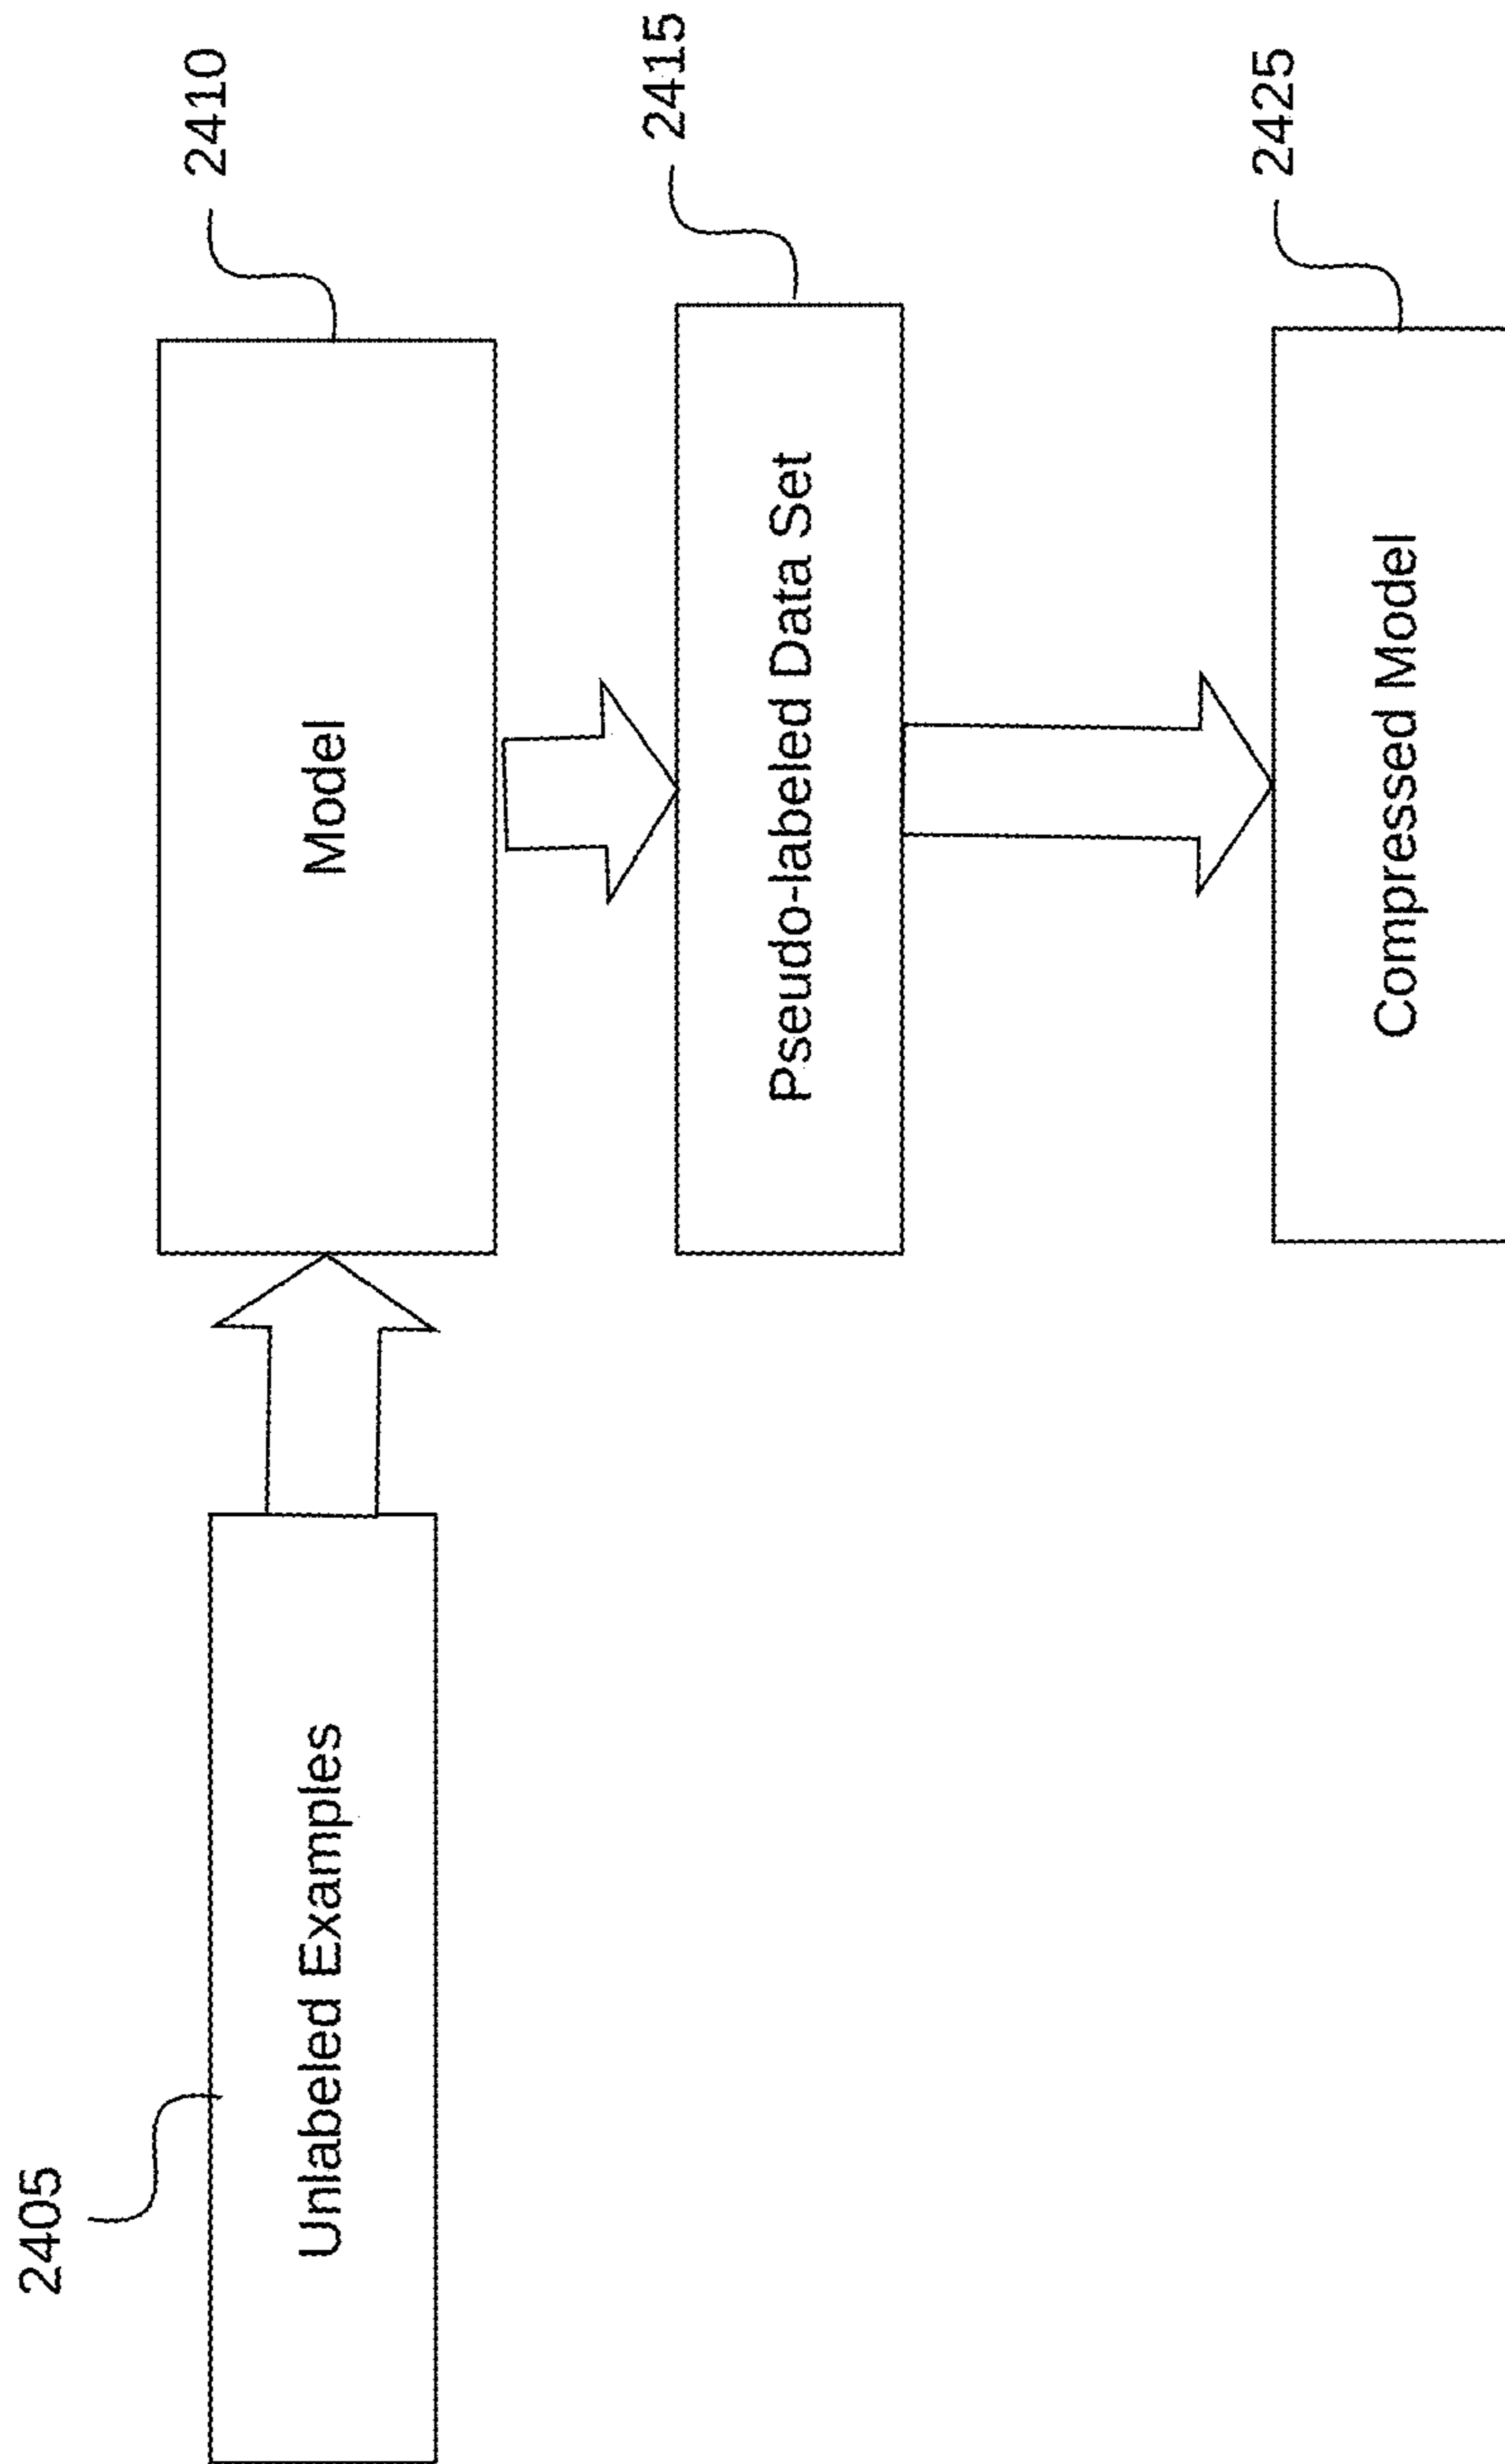 2405
Unlabeled Examples
2410
Model
2415
Pseudo-labeled Data Set
2425
Compressed Model